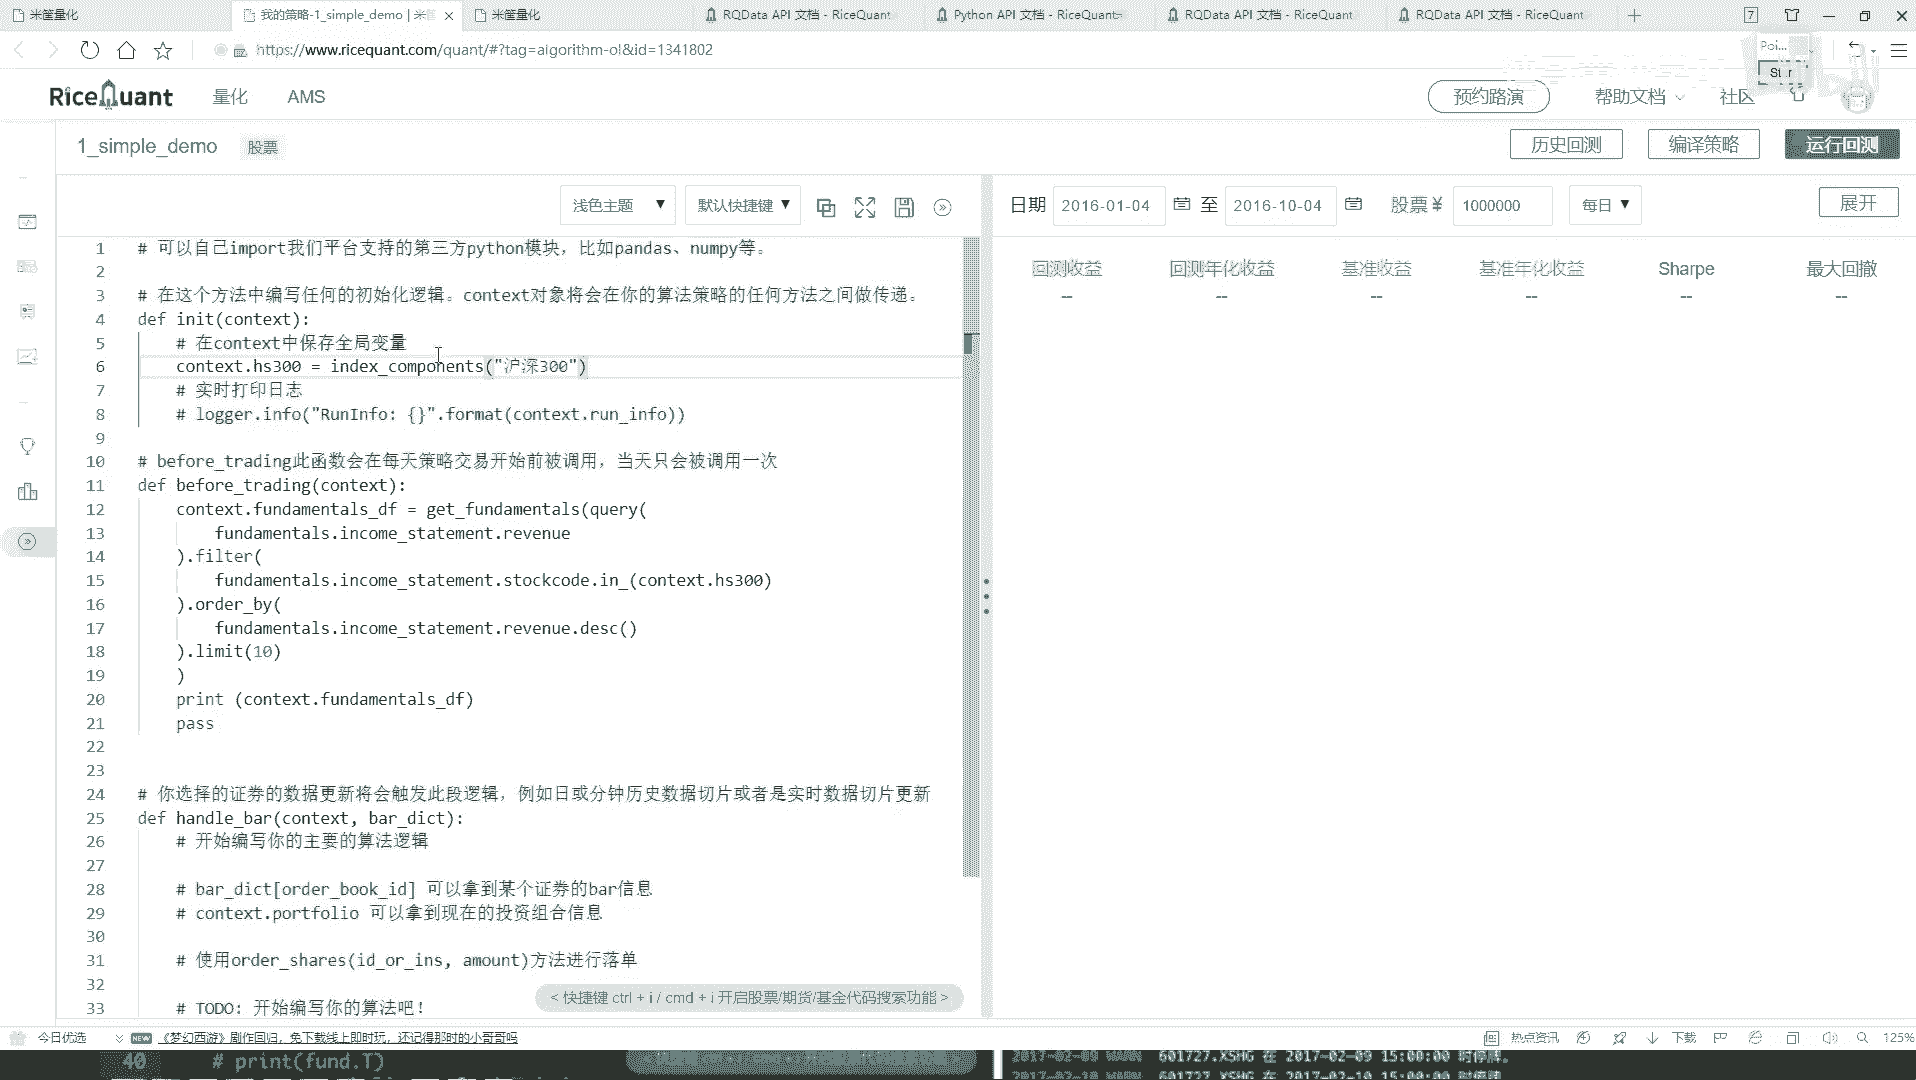 米筐量化
我的策略-1_simple_demo | 米筐
米筐量化
RQData API 文档 - RiceQuant
Python API 文档 - RiceQuant
RQData API 文档 - RiceQuant
RQData API 文档 - RiceQuant
7
https://www.ricequant.com/quant/#?tag=algorithm-ol&id=1341802
Poi...
RiceQuant
量化
AMS
预约路演
帮助文档
社区
1_simple_demo
股票
历史回测
编译策略
运行回测
浅色主题 ▼
默认快捷键 ▼
日期
2016-01-04
至
2016-10-04
股票 ¥
1000000
每日 ▼
展开
回测收益
回测年化收益
基准收益
基准年化收益
Sharpe
最大回撤
--
--
--
--
--
--
1 # 可以自己import我们平台支持的第三方python模块，比如pandas、numpy等。
2
3 # 在这个方法中编写任何的初始化逻辑。context对象将会在你的算法策略的任何方法之间做传递。
4 def init(context):
5 # 在context中保存全局变量
6 context.hs300 = index_components("沪深300")
7 # 实时打印日志
8 # logger.info("RunInfo: {}".format(context.run_info))
9
10 # before_trading此函数会在每天策略交易开始前被调用，当天只会被调用一次
11 def before_trading(context):
12 context.fundamentals_df = get_fundamentals(query(
13 fundamentals.income_statement.revenue
14 ).filter(
15 fundamentals.income_statement.stockcode.in_(context.hs300)
16 ).order_by(
17 fundamentals.income_statement.revenue.desc()
18 ).limit(10)
19 )
20 print (context.fundamentals_df)
21 pass
22
23
24 # 你选择的证券的数据更新将会触发此段逻辑，例如日或分钟历史数据切片或者是实时数据切片更新
25 def handle_bar(context, bar_dict):
26 # 开始编写你的主要的算法逻辑
27
28 # bar_dict[order_book_id] 可以拿到某个证券的bar信息
29 # context.portfolio 可以拿到现在的投资组合信息
30
31 # 使用order_shares(id_or_ins, amount)方法进行落单
32
33 # TODO: 开始编写你的算法吧！
< 快捷键 ctrl + i / cmd + i 开启股票/期货/基金代码搜索功能 >
今日优选
NEW
《梦幻西游》剧作回归，免下载线上即时玩，还记得那时的小哥哥吗
热点资讯
下载
125%
40 # print(fund.T)
2017-02-09 WARN 601727.XSHG 在 2017-02-09 15:00:00 时停牌。
2017-02-10 WARN 601727.XSHG 在 2017-02-10 15:00:00 时停牌。